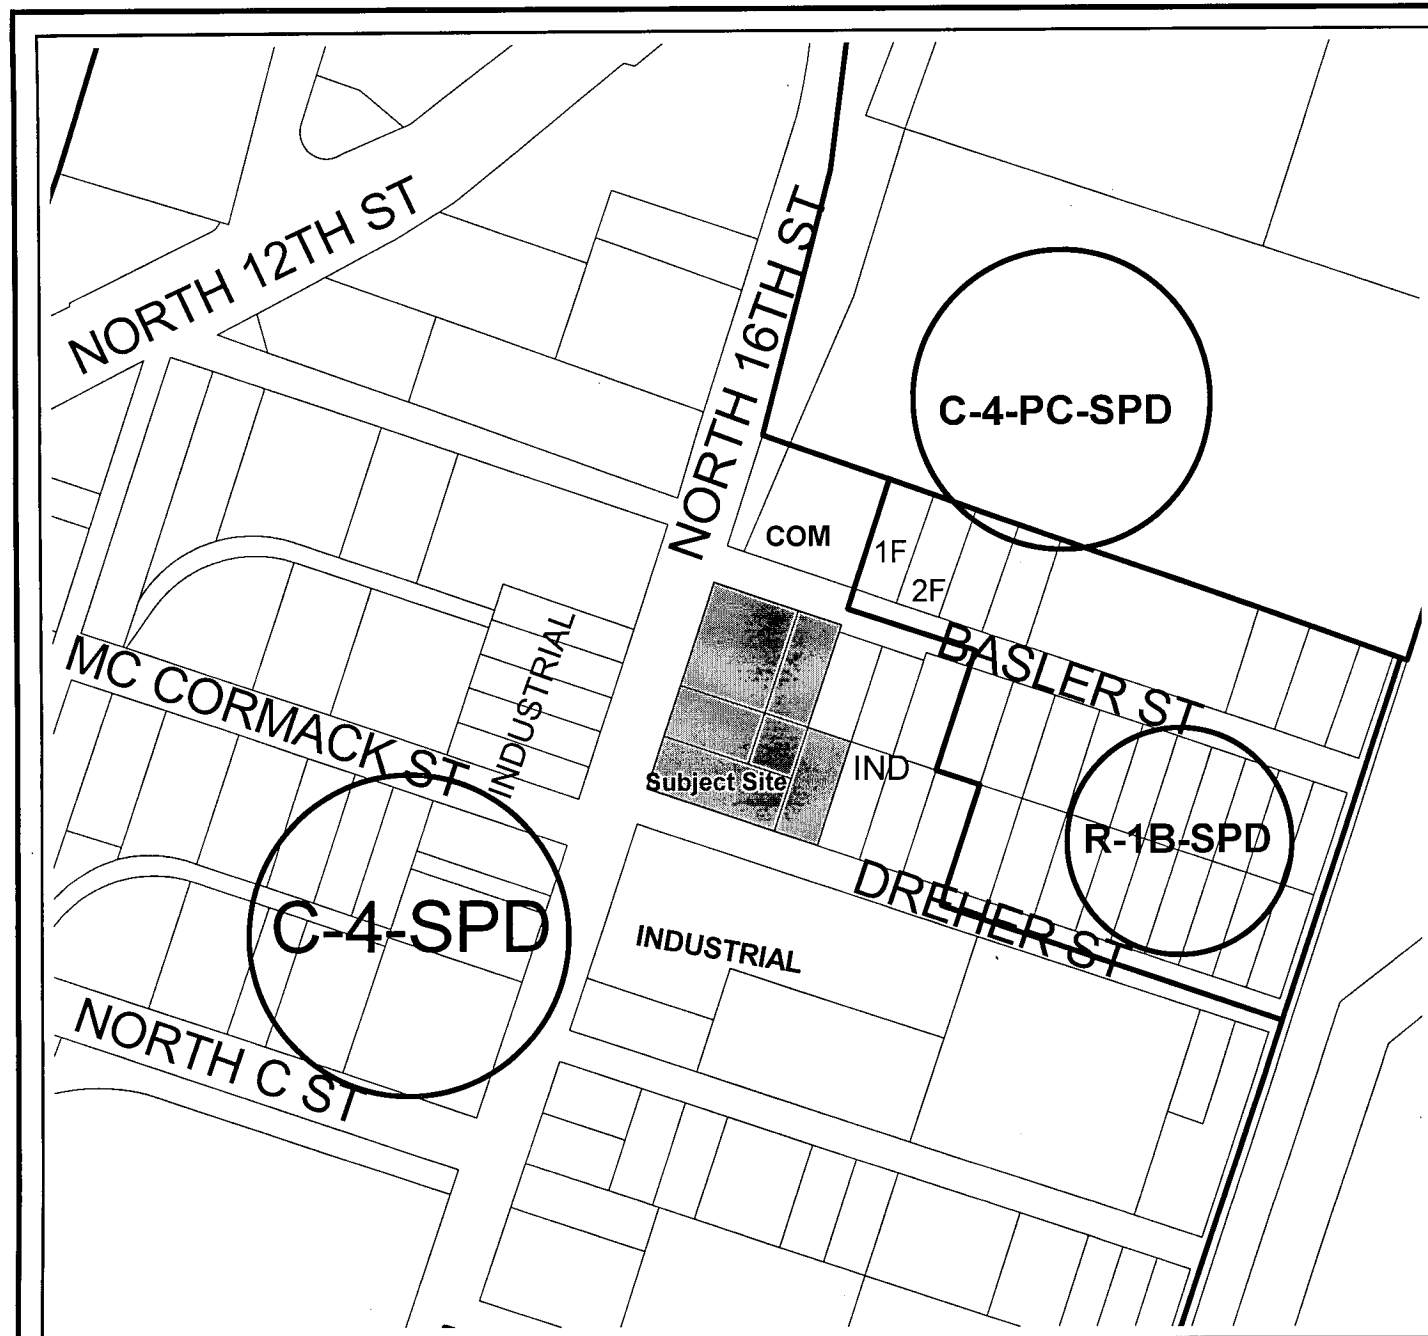 NORTH 12TH ST
NORTH 16TH ST
C-4-PC-SPD
COM
1F
2F
BASLER ST
INDUSTRIAL
MC CORMACK ST
Subject Site
IND
R-1B-SPD
DREHER ST
C-4-SPD
INDUSTRIAL
NORTH C ST